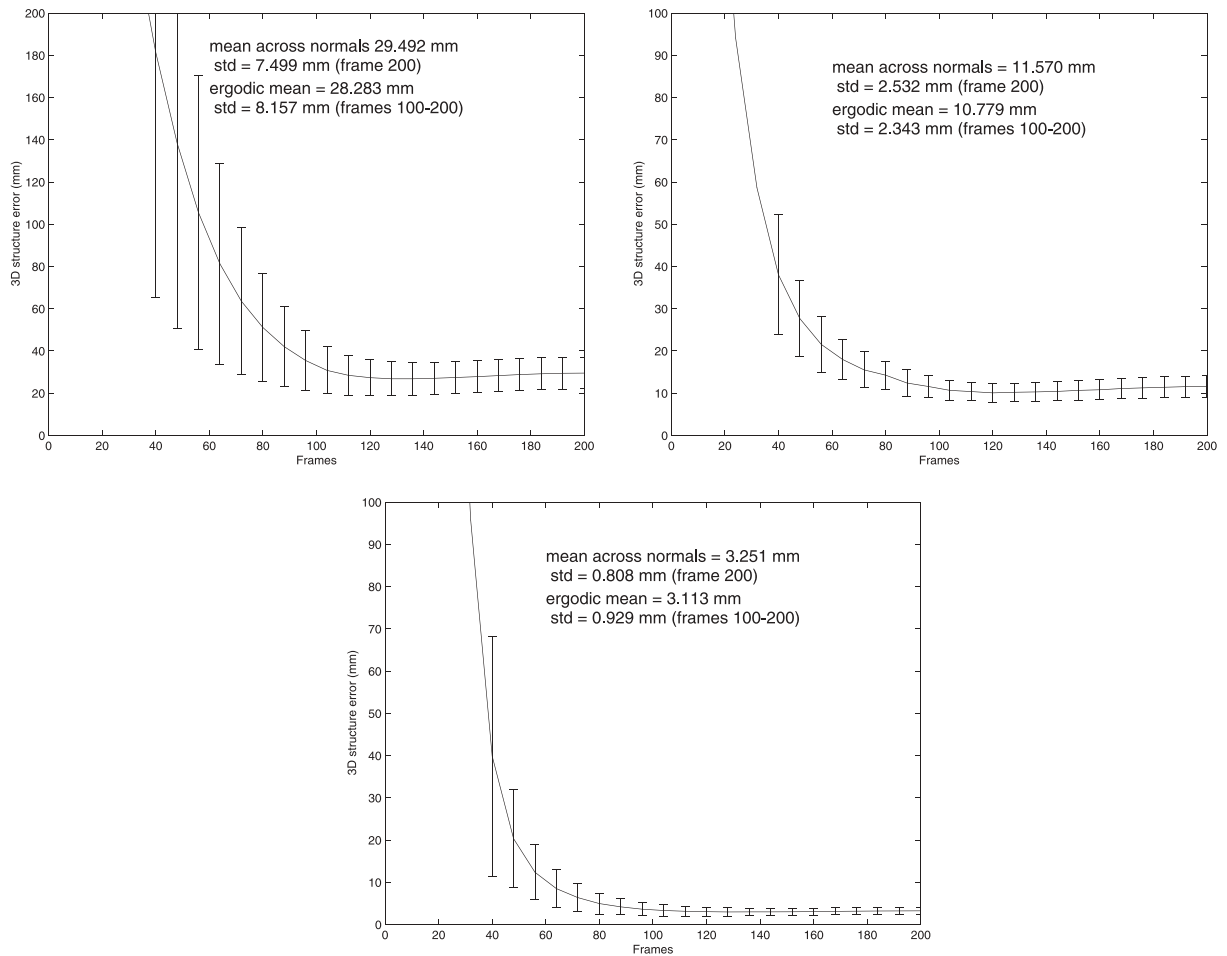 200
180
160
140
120
100
80
60
40
20
0
3D structure error (mm)
mean across normals 29.492 mm
std = 7.499 mm (frame 200)
ergodic mean = 28.283 mm
std = 8.157 mm (frames 100-200)
0 20 40 60 80 100 120 140 160 180 200
Frames
100
90
80
70
60
50
40
30
20
10
0
3D structure error (mm)
mean across normals = 11.570 mm
std = 2.532 mm (frame 200)
ergodic mean = 10.779 mm
std = 2.343 mm (frames 100-200)
0 20 40 60 80 100 120 140 160 180 200
Frames
100
90
80
70
60
50
40
30
20
10
0
3D structure error (mm)
mean across normals = 3.251 mm
std = 0.808 mm (frame 200)
ergodic mean = 3.113 mm
std = 0.929 mm (frames 100-200)
0 20 40 60 80 100 120 140 160 180 200
Frames